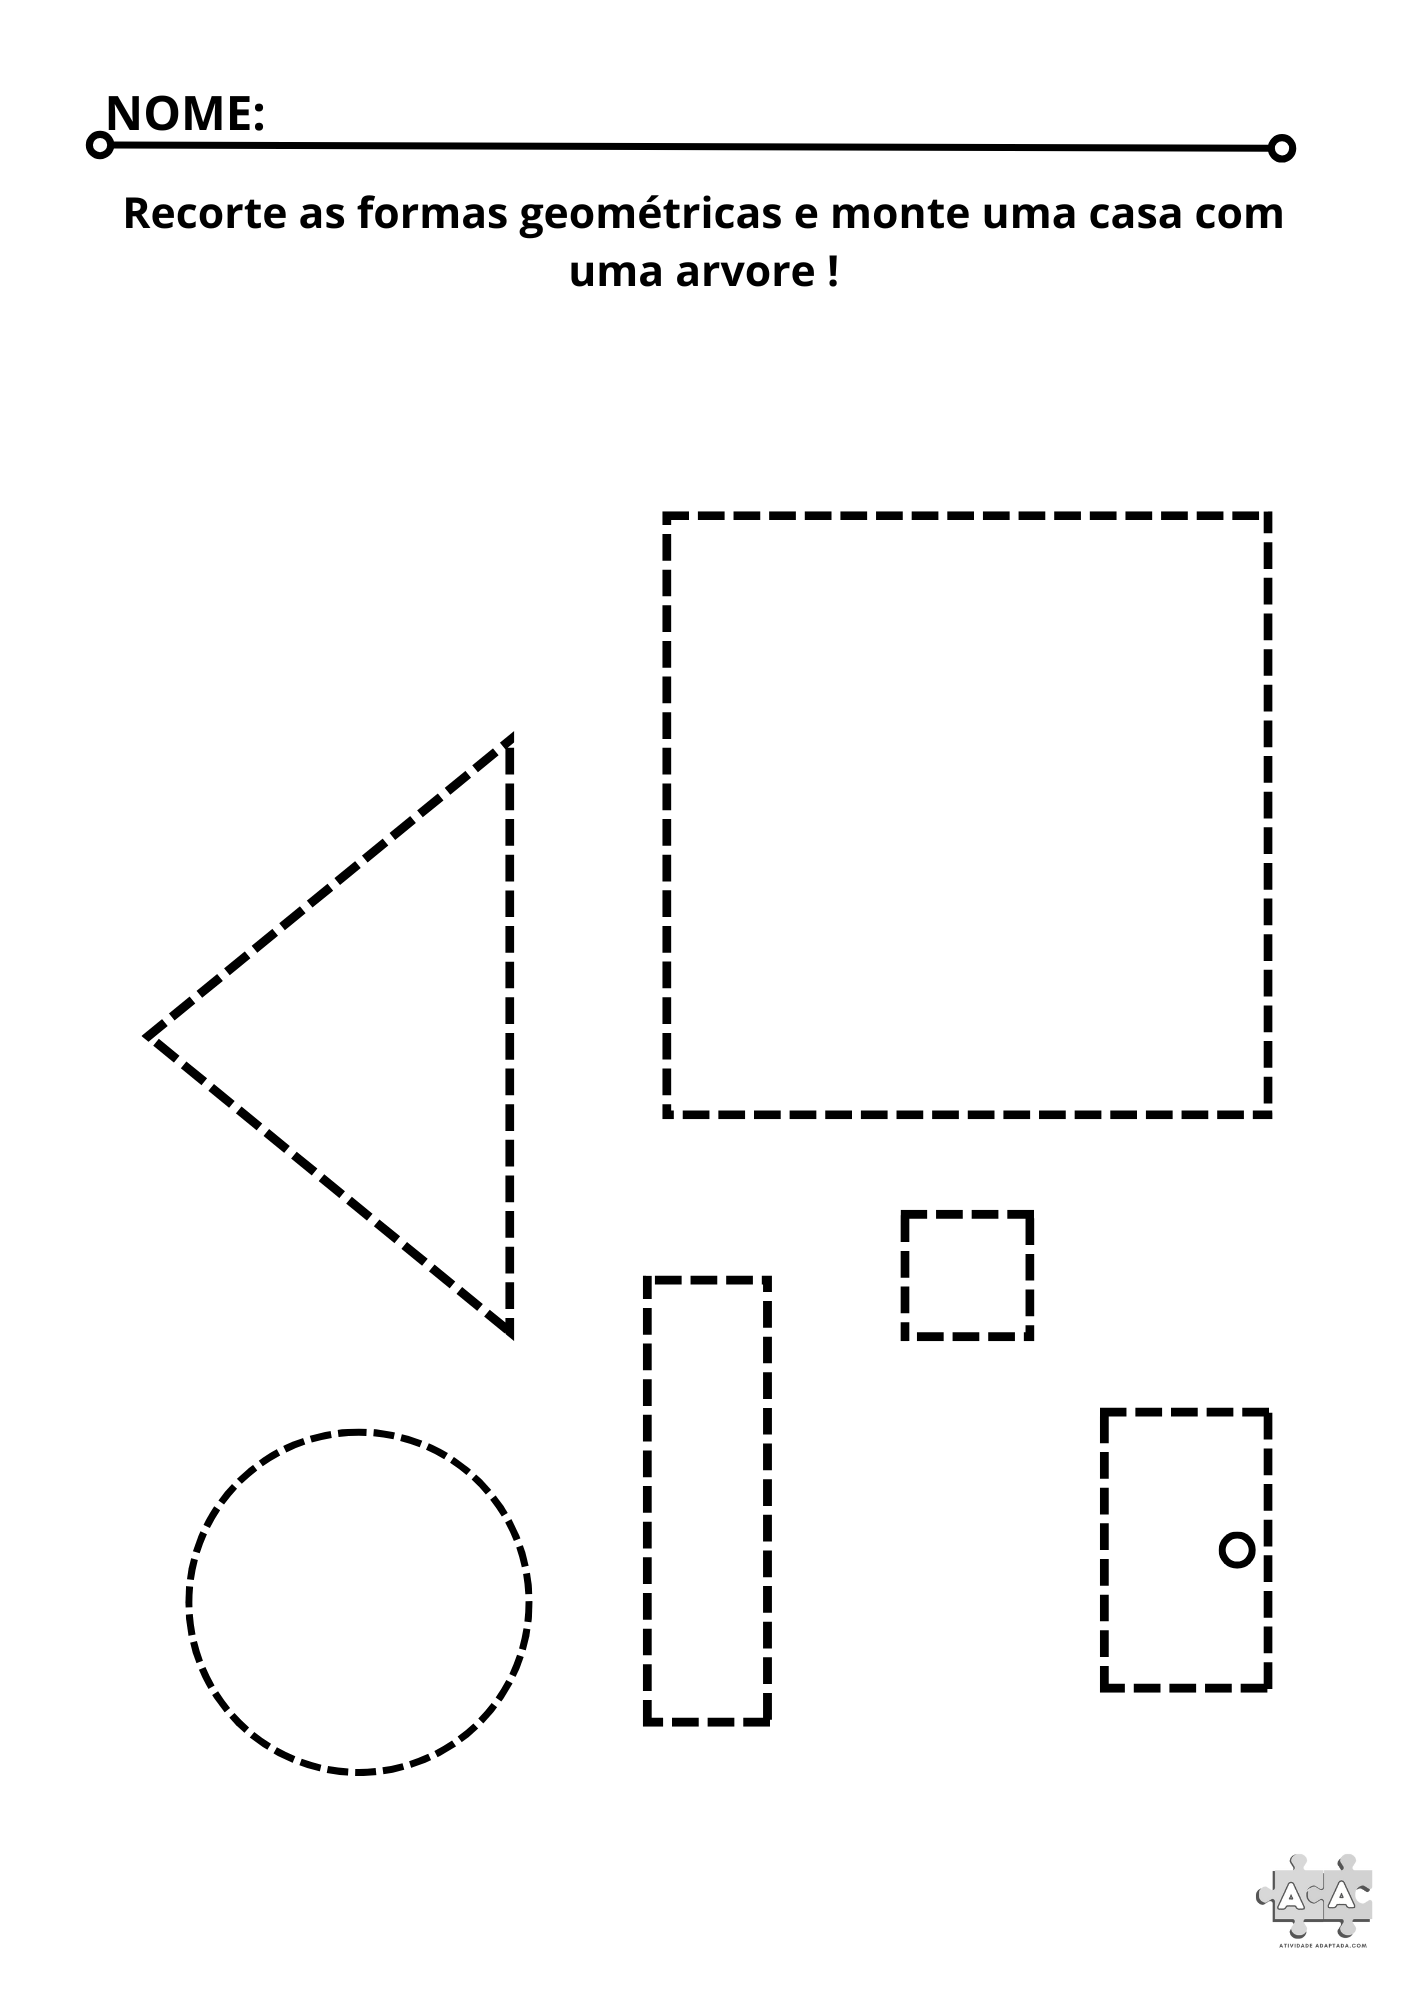 NOME:
Recorte as formas geométricas e monte uma casa com
uma arvore !
A A
ATIVIDADE ADAPTADA.COM